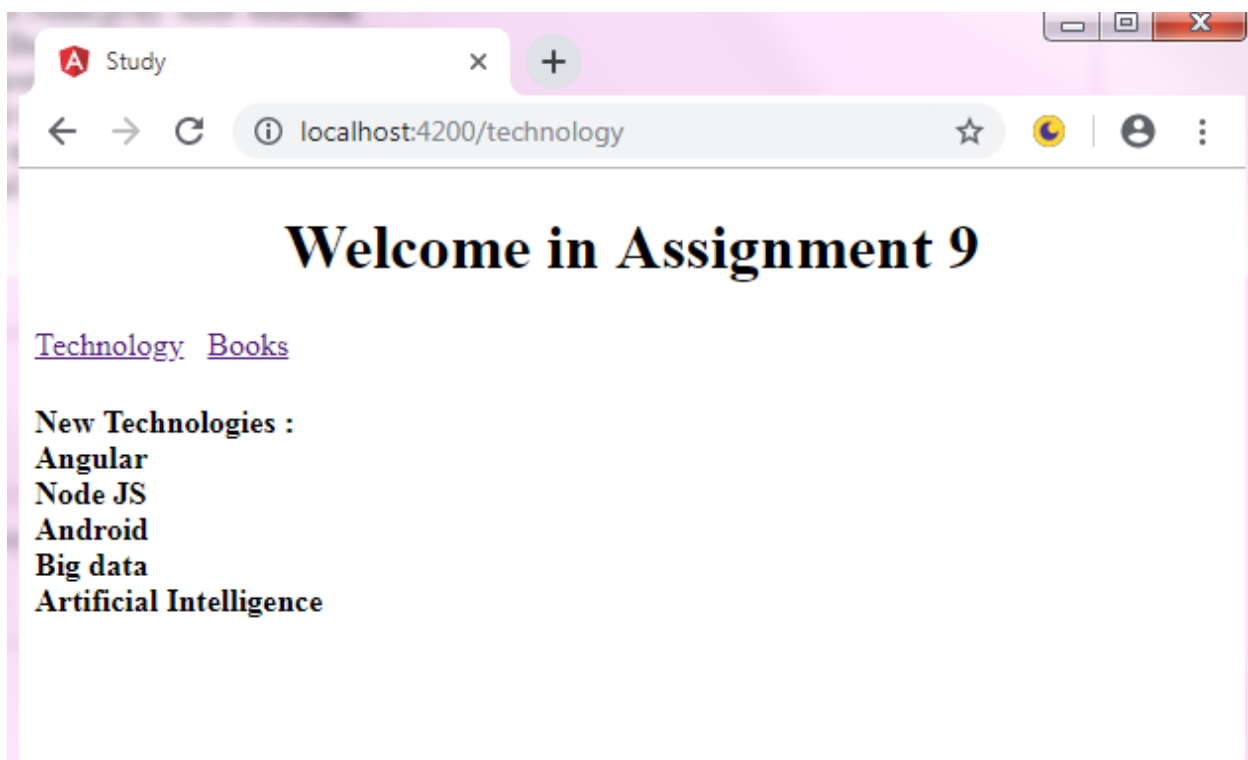 Study
localhost:4200/technology
Welcome in Assignment 9
Technology Books
New Technologies :
Angular
Node JS
Android
Big data
Artificial Intelligence